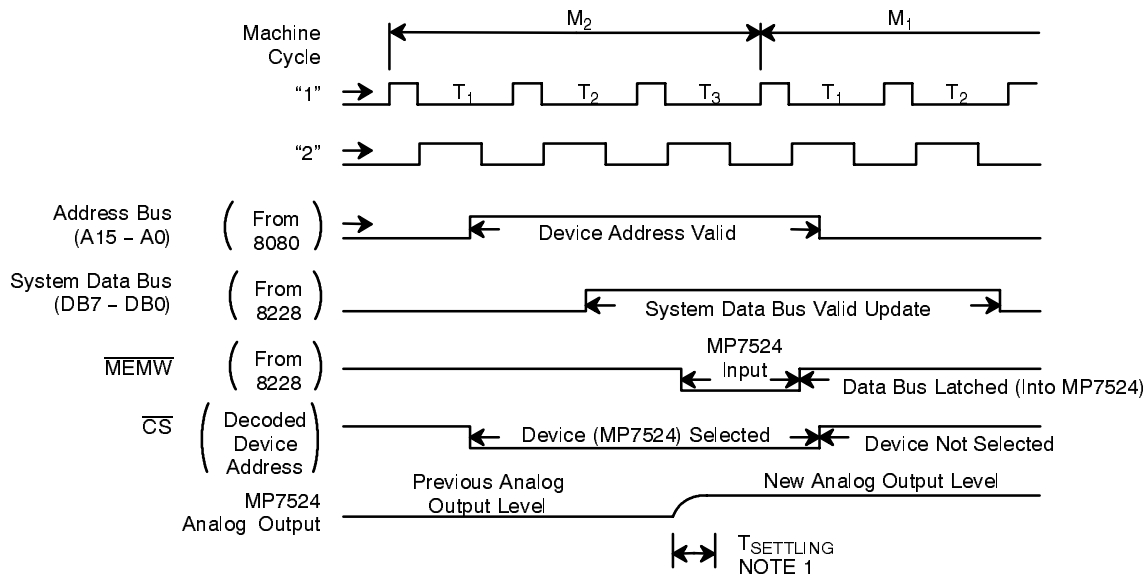 Machine Cycle
M2
M1
“1”
T1
T2
T3
T1
T2
“2”
Address Bus
(A15 – A0)
(From 8080)
Device Address Valid
System Data Bus
(DB7 – DB0)
(From 8228)
System Data Bus Valid Update
MEMW
(From 8228)
MP7524
Input
Data Bus Latched (Into MP7524)
CS
(Decoded Device Address)
Device (MP7524) Selected
Device Not Selected
MP7524
Analog Output
Previous Analog
Output Level
New Analog Output Level
TSETTLING
NOTE 1